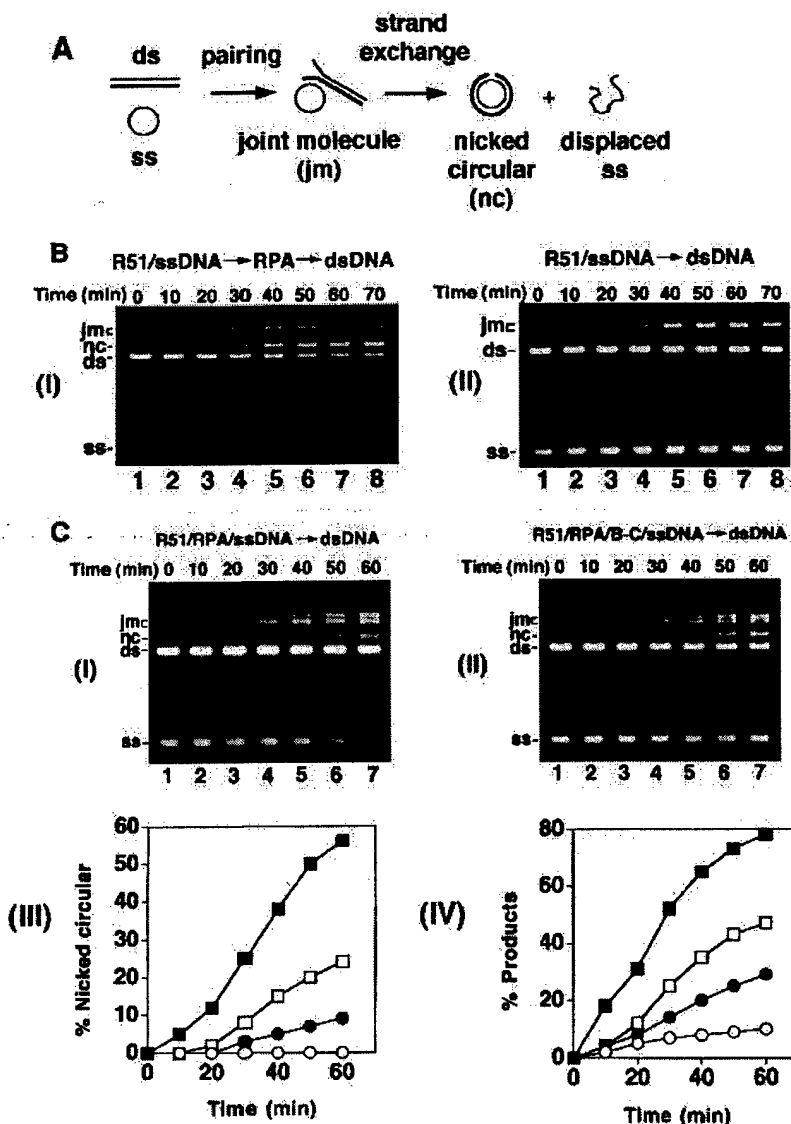 A
ds
pairing
strand
exchange
ss
joint molecule
(jm)
nicked
circular
(nc)
+
displaced
ss
B
R51/ssDNA→RPA→dsDNA
Time (min) 0 10 20 30 40 50 60 70
jm
nc-
ds-
(I)
ss-
1 2 3 4 5 6 7 8
R51/ssDNA→dsDNA
Time (min) 0 10 20 30 40 50 60 70
jm
ds-
(II)
ss-
1 2 3 4 5 6 7 8
C
R51/RPA/ssDNA→dsDNA
Time (min) 0 10 20 30 40 50 60
jm
nc-
ds-
(I)
ss-
1 2 3 4 5 6 7
R51/RPA/B-C/ssDNA→dsDNA
Time (min) 0 10 20 30 40 50 60
jm
nc-
ds-
(II)
ss-
1 2 3 4 5 6 7
(III)
% Nicked circular
60
50
40
30
20
10
0
0 20 40 60
Time (min)
(IV)
% Products
80
60
40
20
0
0 20 40 60
Time (min)